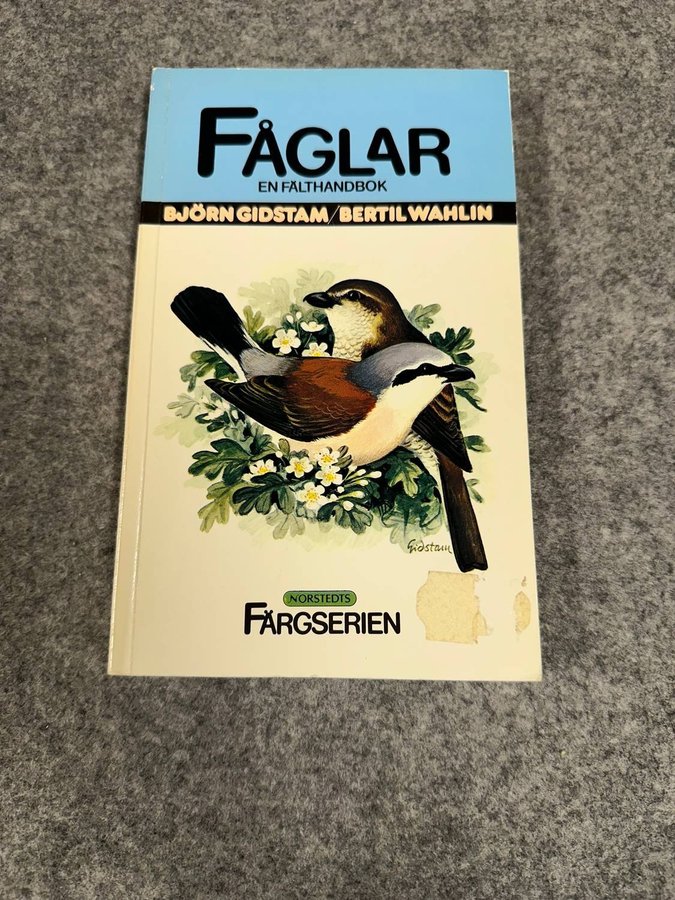 FÅGLAR
EN FÄLTHANDBOK
BJÖRN GIDSTAM/BERTIL WAHLIN
Gidstam
NORSTEDTS
FÄRGSERIEN